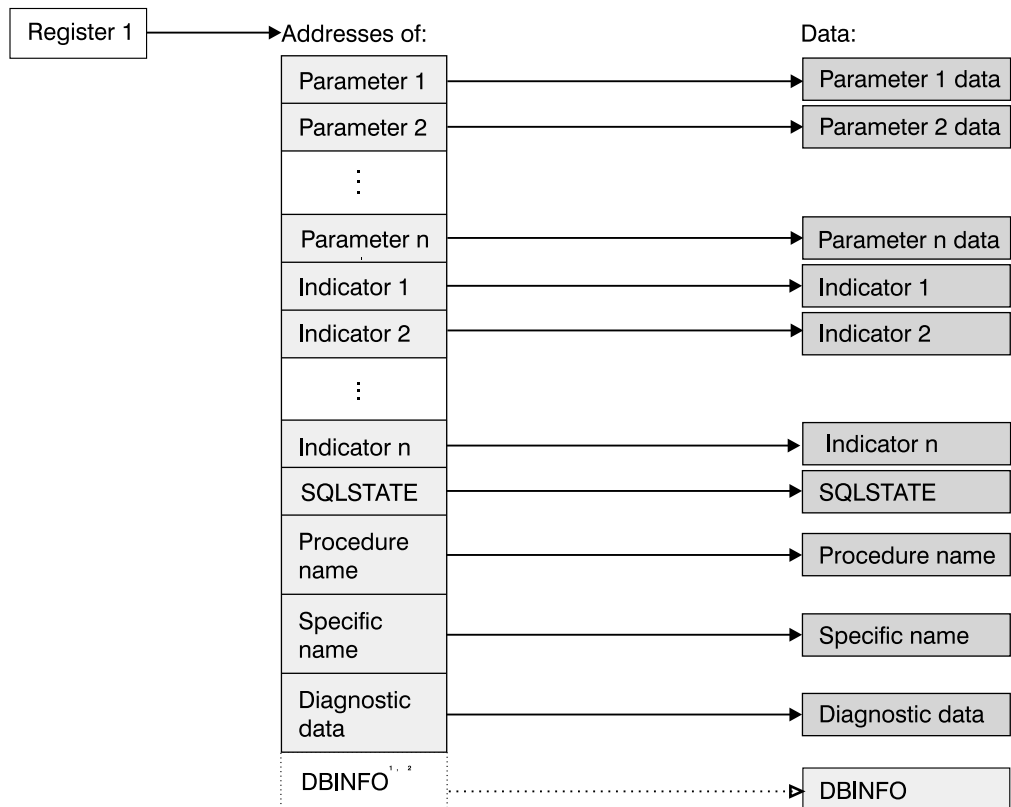 Register 1
Addresses of:
Data:
Parameter 1
Parameter 1 data
Parameter 2
Parameter 2 data
⋮
Parameter n
Parameter n data
Indicator 1
Indicator 1
Indicator 2
Indicator 2
⋮
Indicator n
Indicator n
SQLSTATE
SQLSTATE
Procedure
name
Procedure name
Specific
name
Specific name
Diagnostic
data
Diagnostic data
DBINFO 1, 2
DBINFO